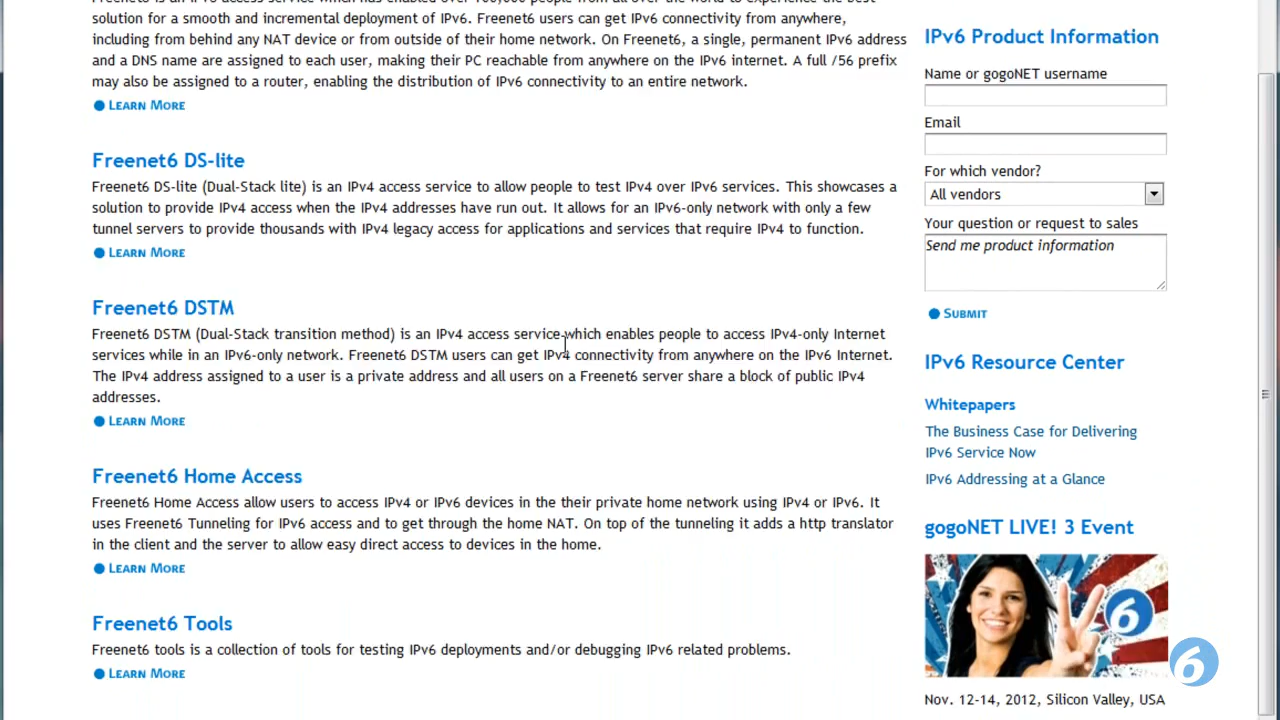 solution for a smooth and incremental deployment of IPv6. Freenet6 users can get IPv6 connectivity from anywhere,
including from behind any NAT device or from outside of their home network. On Freenet6, a single, permanent IPv6 address
and a DNS name are assigned to each user, making their PC reachable from anywhere on the IPv6 internet. A full /56 prefix
may also be assigned to a router, enabling the distribution of IPv6 connectivity to an entire network.
LEARN MORE
Freenet6 DS-lite
Freenet6 DS-lite (Dual-Stack lite) is an IPv4 access service to allow people to test IPv4 over IPv6 services. This showcases a
solution to provide IPv4 access when the IPv4 addresses have run out. It allows for an IPv6-only network with only a few
tunnel servers to provide thousands with IPv4 legacy access for applications and services that require IPv4 to function.
LEARN MORE
Freenet6 DSTM
Freenet6 DSTM (Dual-Stack transition method) is an IPv4 access service which enables people to access IPv4-only Internet
services while in an IPv6-only network. Freenet6 DSTM users can get IPv4 connectivity from anywhere on the IPv6 Internet.
The IPv4 address assigned to a user is a private address and all users on a Freenet6 server share a block of public IPv4
addresses.
LEARN MORE
Freenet6 Home Access
Freenet6 Home Access allow users to access IPv4 or IPv6 devices in the their private home network using IPv4 or IPv6. It
uses Freenet6 Tunneling for IPv6 access and to get through the home NAT. On top of the tunneling it adds a http translator
in the client and the server to allow easy direct access to devices in the home.
LEARN MORE
Freenet6 Tools
Freenet6 tools is a collection of tools for testing IPv6 deployments and/or debugging IPv6 related problems.
LEARN MORE
IPv6 Product Information
Name or gogoNET username
Email
For which vendor?
All vendors
Your question or request to sales
Send me product information
SUBMIT
IPv6 Resource Center
Whitepapers
The Business Case for Delivering
IPv6 Service Now
IPv6 Addressing at a Glance
gogoNET LIVE! 3 Event
6
6
Nov. 12-14, 2012, Silicon Valley, USA